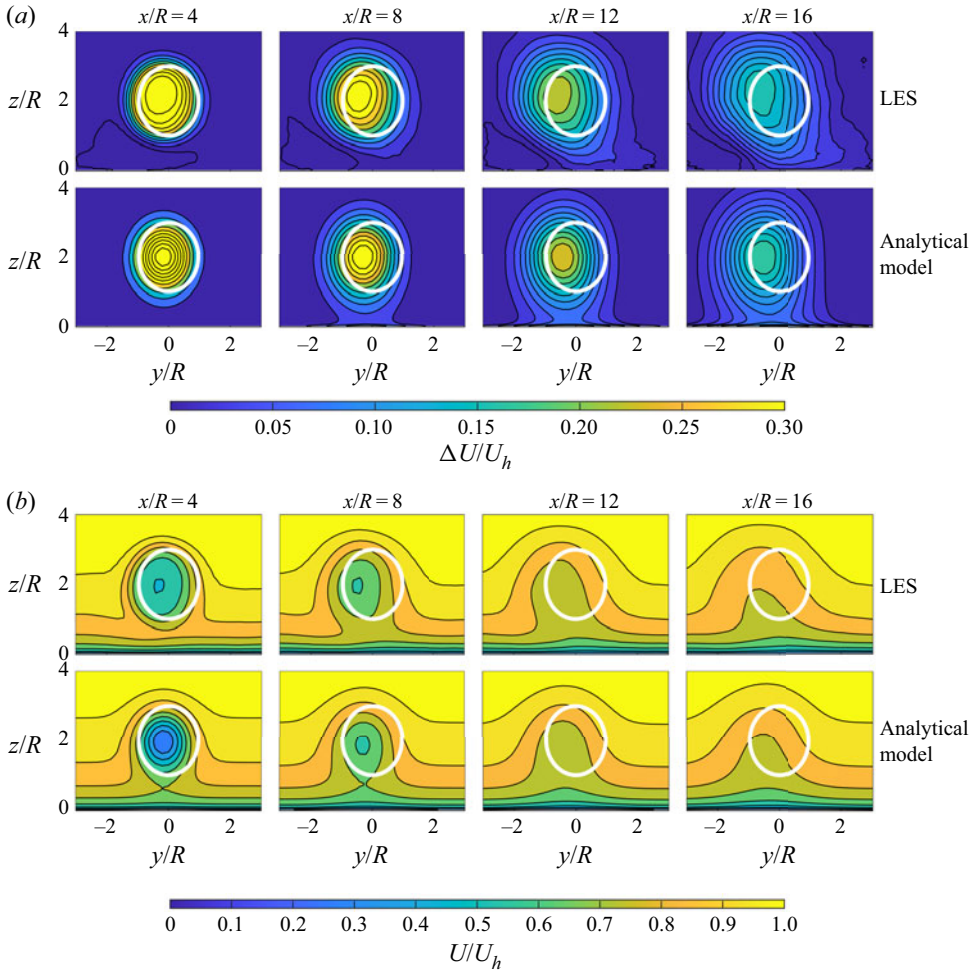 (a) x/R = 4 x/R = 8 x/R = 12 x/R = 16
4
z/R 2 LES
0
4
z/R 2 Analytical model
0
–2 0 2 –2 0 2 –2 0 2 –2 0 2
y/R y/R y/R y/R
0 0.05 0.10 0.15 0.20 0.25 0.30
ΔU/U_h
(b) x/R = 4 x/R = 8 x/R = 12 x/R = 16
4
z/R 2 LES
0
4
z/R 2 Analytical model
0
–2 0 2 –2 0 2 –2 0 2 –2 0 2
y/R y/R y/R y/R
0 0.1 0.2 0.3 0.4 0.5 0.6 0.7 0.8 0.9 1.0
U/U_h